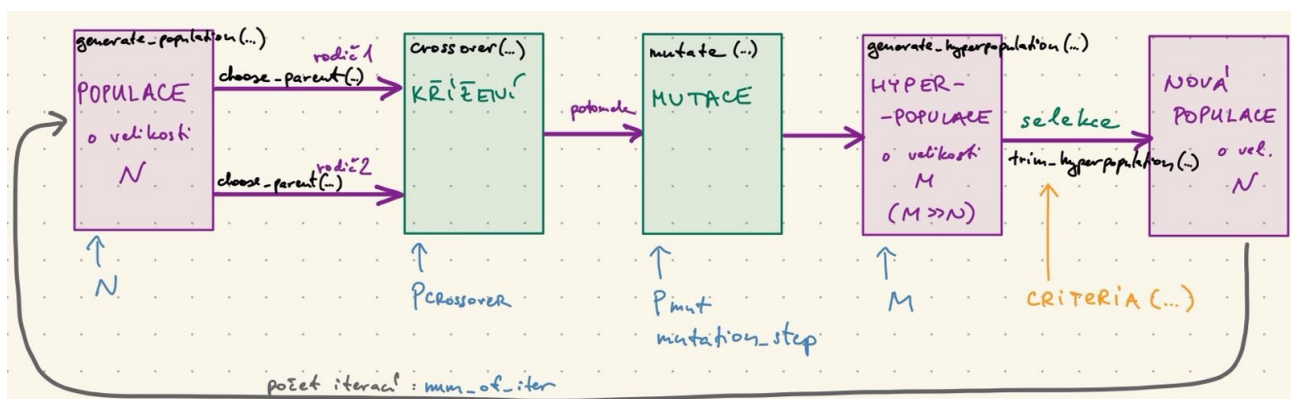 generate_population(...)
POPULACE
o velikosti
N
N
rodič 1
choose_parent(...)
rodič 2
choose_parent(...)
crossover(...)
KŘÍŽENÍ
Pcrossover
potomek
mutate (...)
MUTACE
Pmut
mutation_step
generate_hyperpopulation(...)
HYPER-
-POPULACE
o velikosti
M
(M>>N)
M
selekce
trim_hyperpopulation(...)
CRITERIA (...)
NOVÁ
POPULACE
o vel.
N
počet iterací : num_of_iter